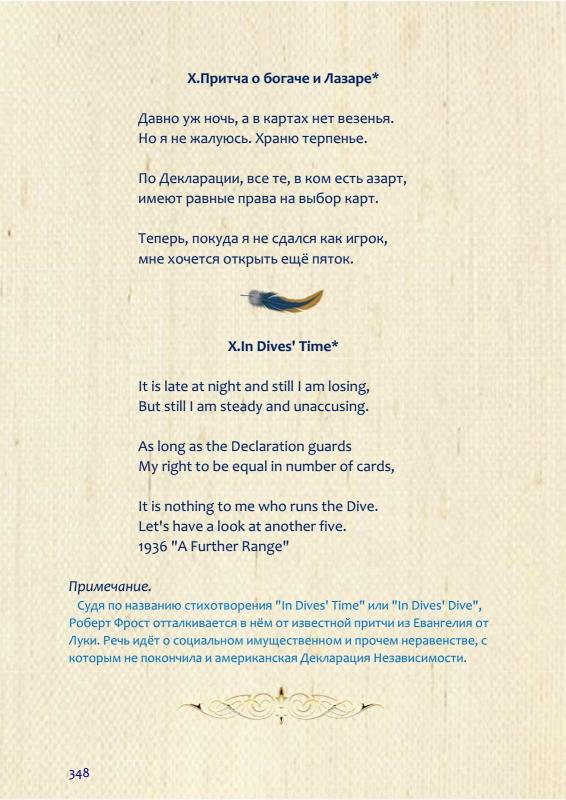 X.Притча о богаче и Лазаре*
Давно уж ночь, а в картах нет везенья.
Но я не жалуюсь. Храню терпенье.
По Декларации, все те, в ком есть азарт,
имеют равные права на выбор карт.
Теперь, покуда я не сдался как игрок,
мне хочется открыть ещё пяток.
X.In Dives' Time*
It is late at night and still I am losing,
But still I am steady and unaccusing.
As long as the Declaration guards
My right to be equal in number of cards,
It is nothing to me who runs the Dive.
Let's have a look at another five.
1936 "A Further Range"
Примечание.
Судя по названию стихотворения "In Dives' Time" или "In Dives' Dive",
Роберт Фрост отталкивается в нём от известной притчи из Евангелия от
Луки. Речь идёт о социальном имущественном и прочем неравенстве, с
которым не покончила и американская Декларация Независимости.
348